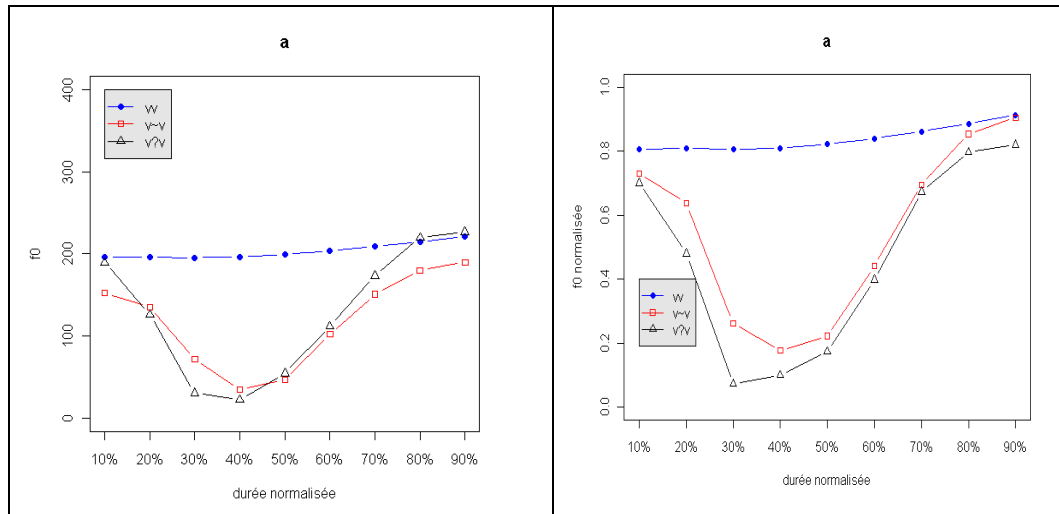 a
400
300
200
100
0
f0
vv
v~v
v?v
10% 20% 30% 40% 50% 60% 70% 80% 90%
durée normalisée
a
1.0
0.8
0.6
0.4
0.2
0.0
f0 normalisée
vv
v~v
v?v
10% 20% 30% 40% 50% 60% 70% 80% 90%
durée normalisée